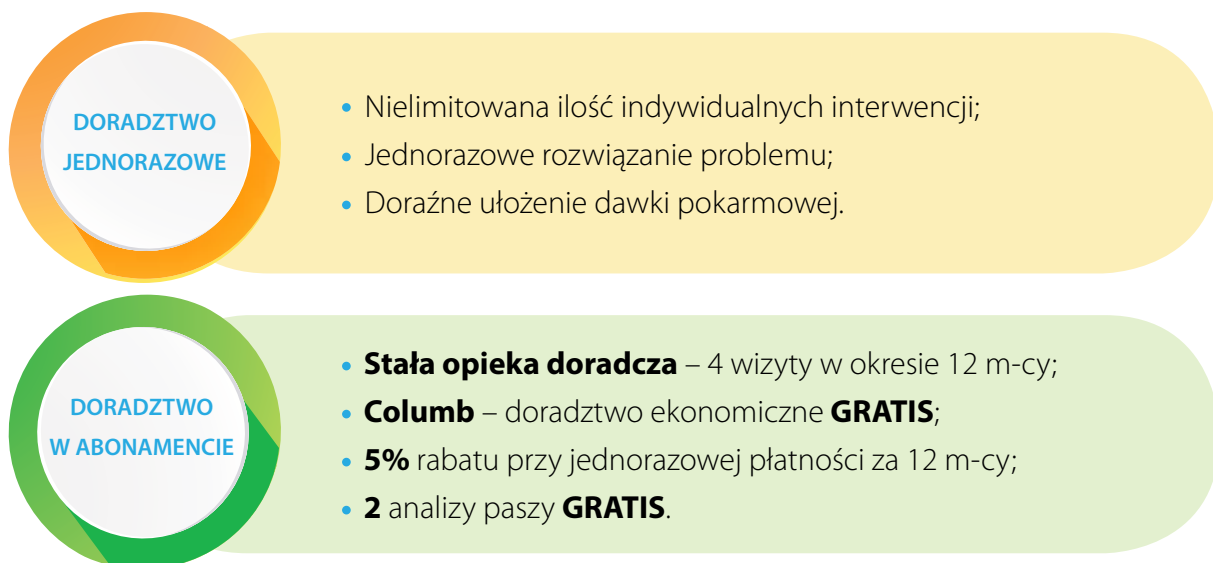 DORADZTWO
JEDNORAZOWE
• Nielimitowana ilość indywidualnych interwencji;
• Jednorazowe rozwiązanie problemu;
• Doraźne ułożenie dawki pokarmowej.
DORADZTWO
W ABONAMENCIE
• Stała opieka doradcza – 4 wizyty w okresie 12 m-cy;
• Columb – doradztwo ekonomiczne GRATIS;
• 5% rabatu przy jednorazowej płatności za 12 m-cy;
• 2 analizy paszy GRATIS.